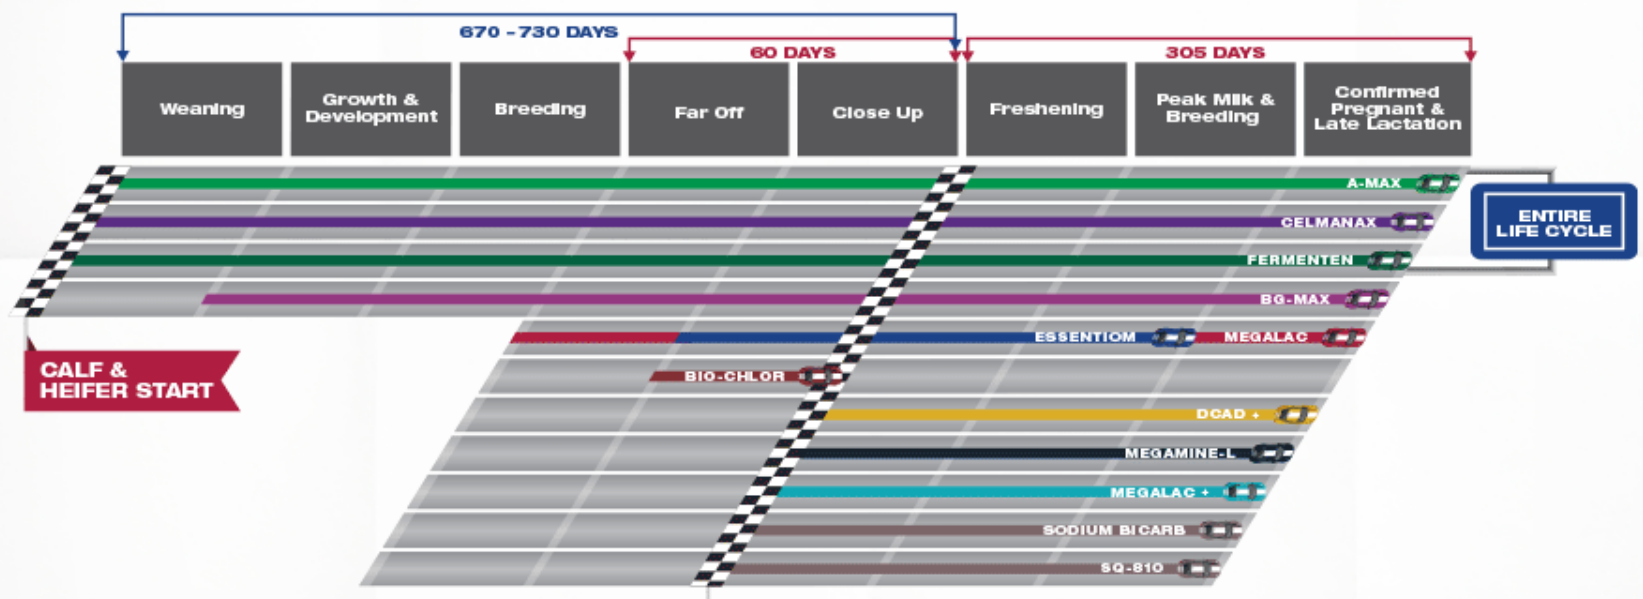 670 - 730 DAYS
60 DAYS
305 DAYS
Weaning
Growth &
Development
Breeding
Far Off
Close Up
Freshening
Peak Milk &
Breeding
Confirmed
Pregnant &
Late Lactation
A-MAX
CELMANAX
FERMENTEN
BG-MAX
ENTIRE
LIFE CYCLE
ESSENTIOM
MEGALAC
CALF &
HEIFER START
BIO-CHLOR
DCAD +
MEGAMINE-L
MEGALAC +
SODIUM BICARB
SQ-810